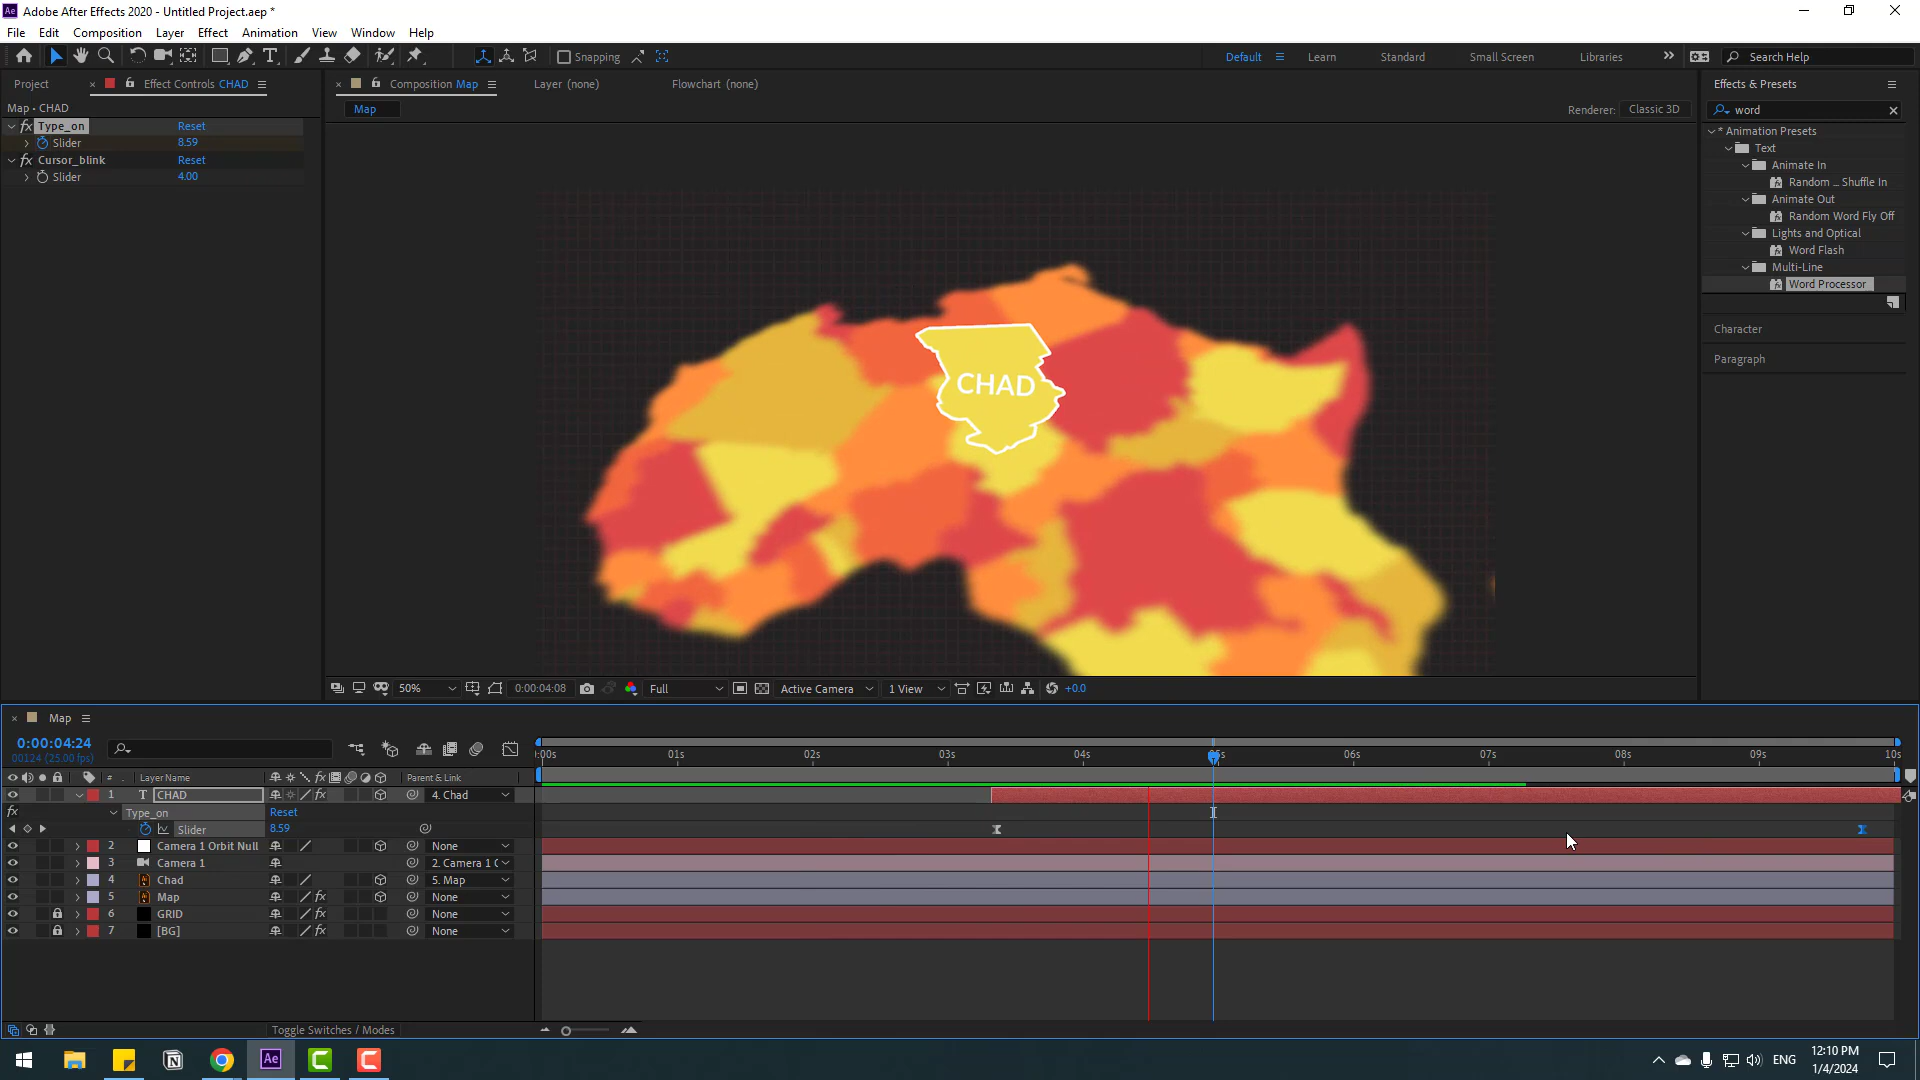 Adobe After Effects 2020 - Untitled Project.aep *
File Edit Composition Layer Effect Animation View Window Help
Snapping
Default Learn Standard Small Screen Libraries
Search Help
Project
Effect Controls CHAD
Composition Map
Layer (none)
Flowchart (none)
Effects & Presets
Map • CHAD
Map
Renderer: Classic 3D
word
Type_on Reset
Slider 8.59
Cursor_blink Reset
Slider 4.00
* Animation Presets
Text
Animate In
Random ... Shuffle In
Animate Out
Random Word Fly Off
Lights and Optical
Word Flash
Multi-Line
Word Processor
Character
Paragraph
CHAD
50%
0:00:04:08
Full
Active Camera
1 View
+0.0
Map
0:00:04:24
00124 (25.00 fps)
:00s 01s 02s 03s 04s 05s 06s 07s 08s 09s 10s
# Layer Name Parent & Link
1 T CHAD 4. Chad
Type_on Reset
Slider 8.59
2 Camera 1 Orbit Null None
3 Camera 1 2. Camera 1 C
4 Chad 5. Map
5 Map None
6 GRID None
7 [BG] None
Toggle Switches / Modes
ENG
12:10 PM
1/4/2024